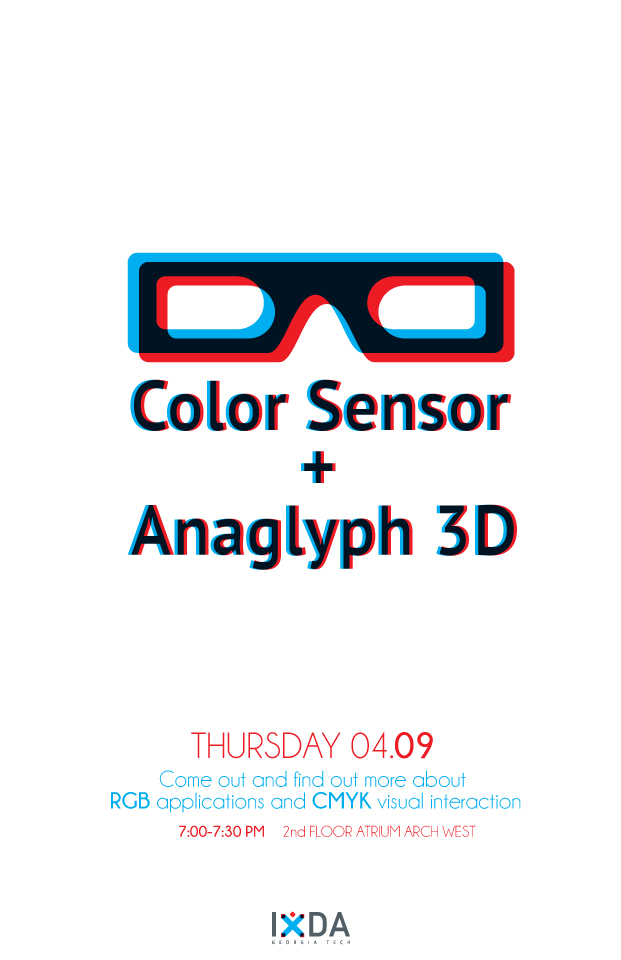 Color Sensor
+
Anaglyph 3D
THURSDAY 04.09
Come out and find out more about
RGB applications and CMYK visual interaction
7:00-7:30 PM 2nd FLOOR ATRIUM ARCH WEST
IXDA
GEORGIA TECH